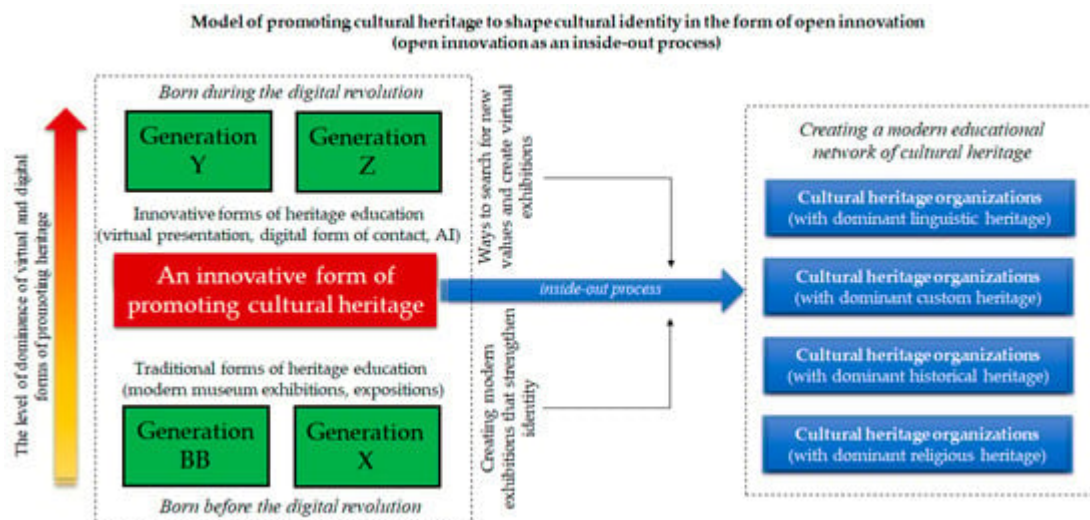 Model of promoting cultural heritage to shape cultural identity in the form of open innovation
(open innovation as an inside-out process)
The level of dominance of virtual and digital
forms of promoting heritage
Born during the digital revolution
Generation
Y
Generation
Z
Innovative forms of heritage education
(virtual presentation, digital form of contact, AI)
An innovative form of
promoting cultural heritage
Traditional forms of heritage education
(modern museum exhibitions, expositions)
Generation
BB
Generation
X
Born before the digital revolution
Ways to search for new
values and create virtual
exhibitions
inside-out process
Creating modern
exhibitions that strengthen
identity
Creating a modern educational
network of cultural heritage
Cultural heritage organizations
(with dominant linguistic heritage)
Cultural heritage organizations
(with dominant custom heritage)
Cultural heritage organizations
(with dominant historical heritage)
Cultural heritage organizations
(with dominant religious heritage)